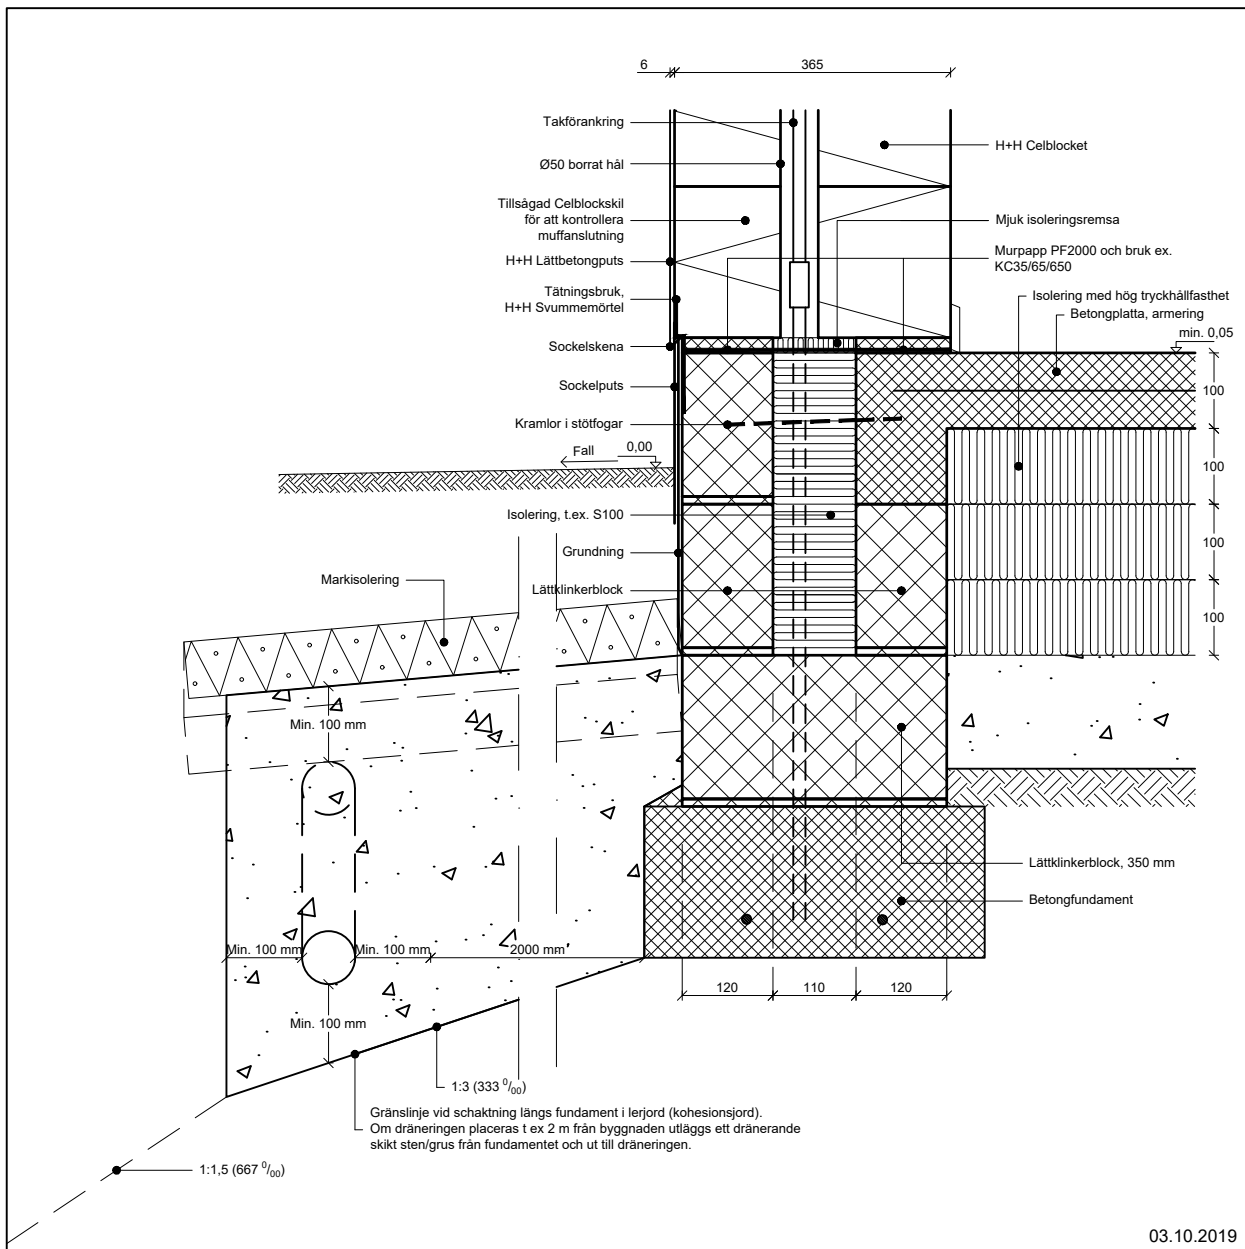 6
365
Takförankring
Ø50 borrat hål
H+H Celblocket
Tillsågad Celblockskil
för att kontrollera
muffanslutning
Mjuk isoleringsremsa
H+H Lättbetongputs
Murpapp PF2000 och bruk ex.
KC35/65/650
Tätningsbruk,
H+H Svummemörtel
Isolering med hög tryckhållfasthet
Betongplatta, armering
min. 0,05
Sockelskena
Sockelputs
100
Kramlor i stötfogar
Fall
0,00
100
Isolering, t.ex. S100
100
Grundning
Markisolering
Lättklinkerblock
100
Min. 100 mm
Lättklinkerblock, 350 mm
Betongfundament
Min. 100 mm
Min. 100 mm
2000 mm
120
110
120
Min. 100 mm
1:3 (333 0/00)
Gränslinje vid schaktning längs fundament i lerjord (kohesionsjord).
Om dräneringen placeras t ex 2 m från byggnaden utläggs ett dränerande
skikt sten/grus från fundamentet och ut till dräneringen.
1:1,5 (667 0/00)
03.10.2019